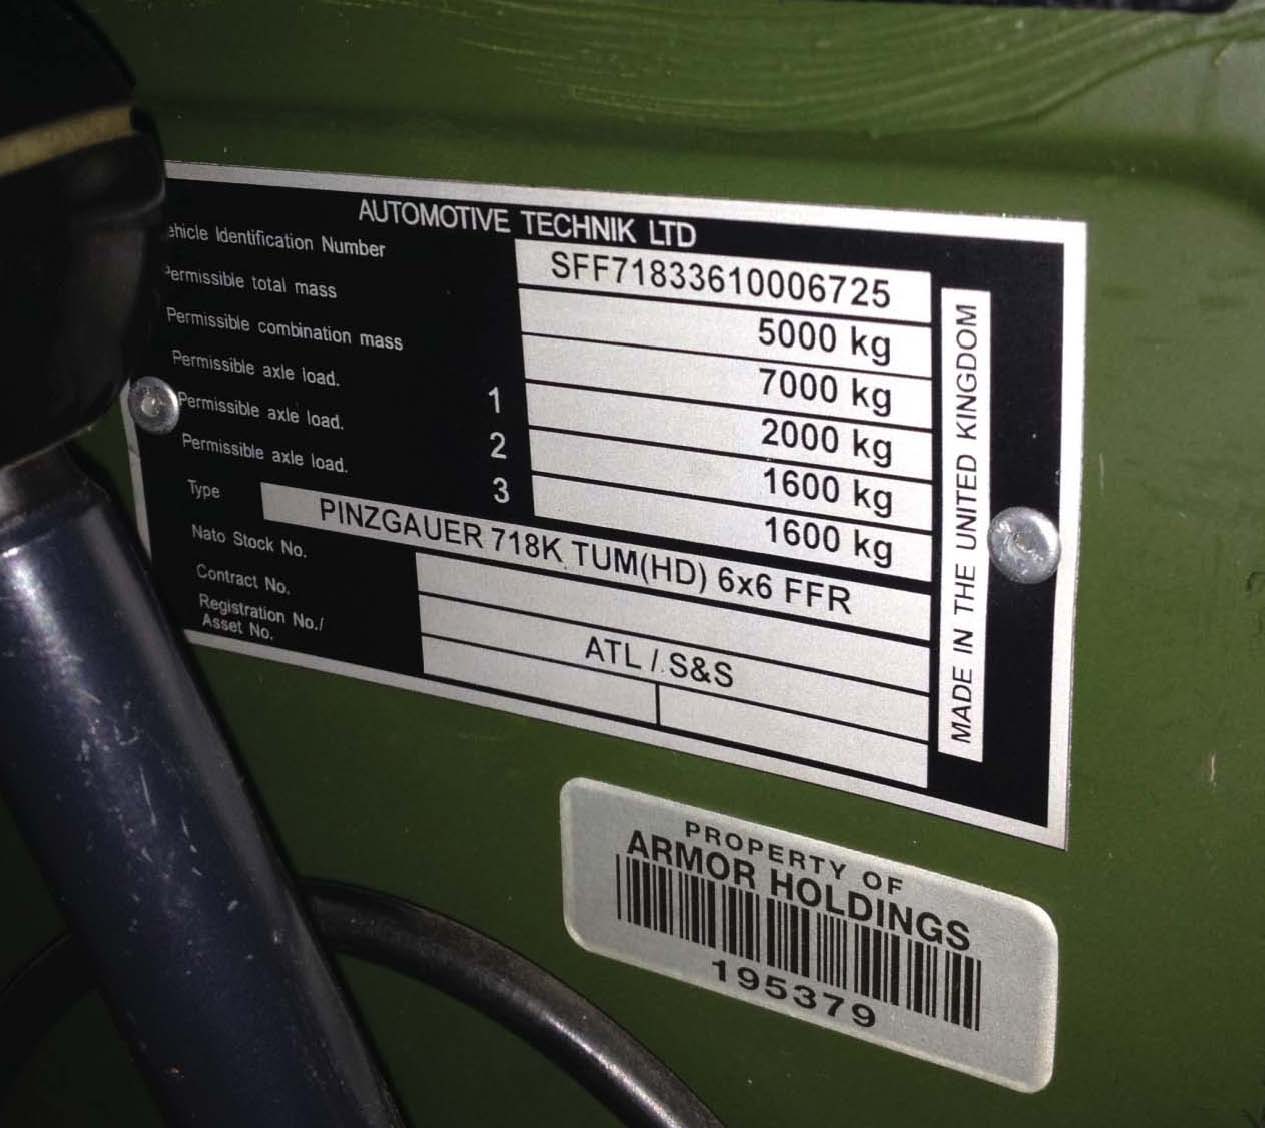 AUTOMOTIVE TECHNIK LTD
ehicle Identification Number SFF71833610006725
Permissible total mass 5000 kg
Permissible combination mass 7000 kg
Permissible axle load. 1 2000 kg
Permissible axle load. 2 1600 kg
Permissible axle load. 3 1600 kg
Type PINZGAUER 718K TUM(HD) 6x6 FFR
Nato Stock No.
Contract No. ATL / S&S
Registration No./
Asset No.
MADE IN THE UNITED KINGDOM
PROPERTY OF
ARMOR HOLDINGS
195379